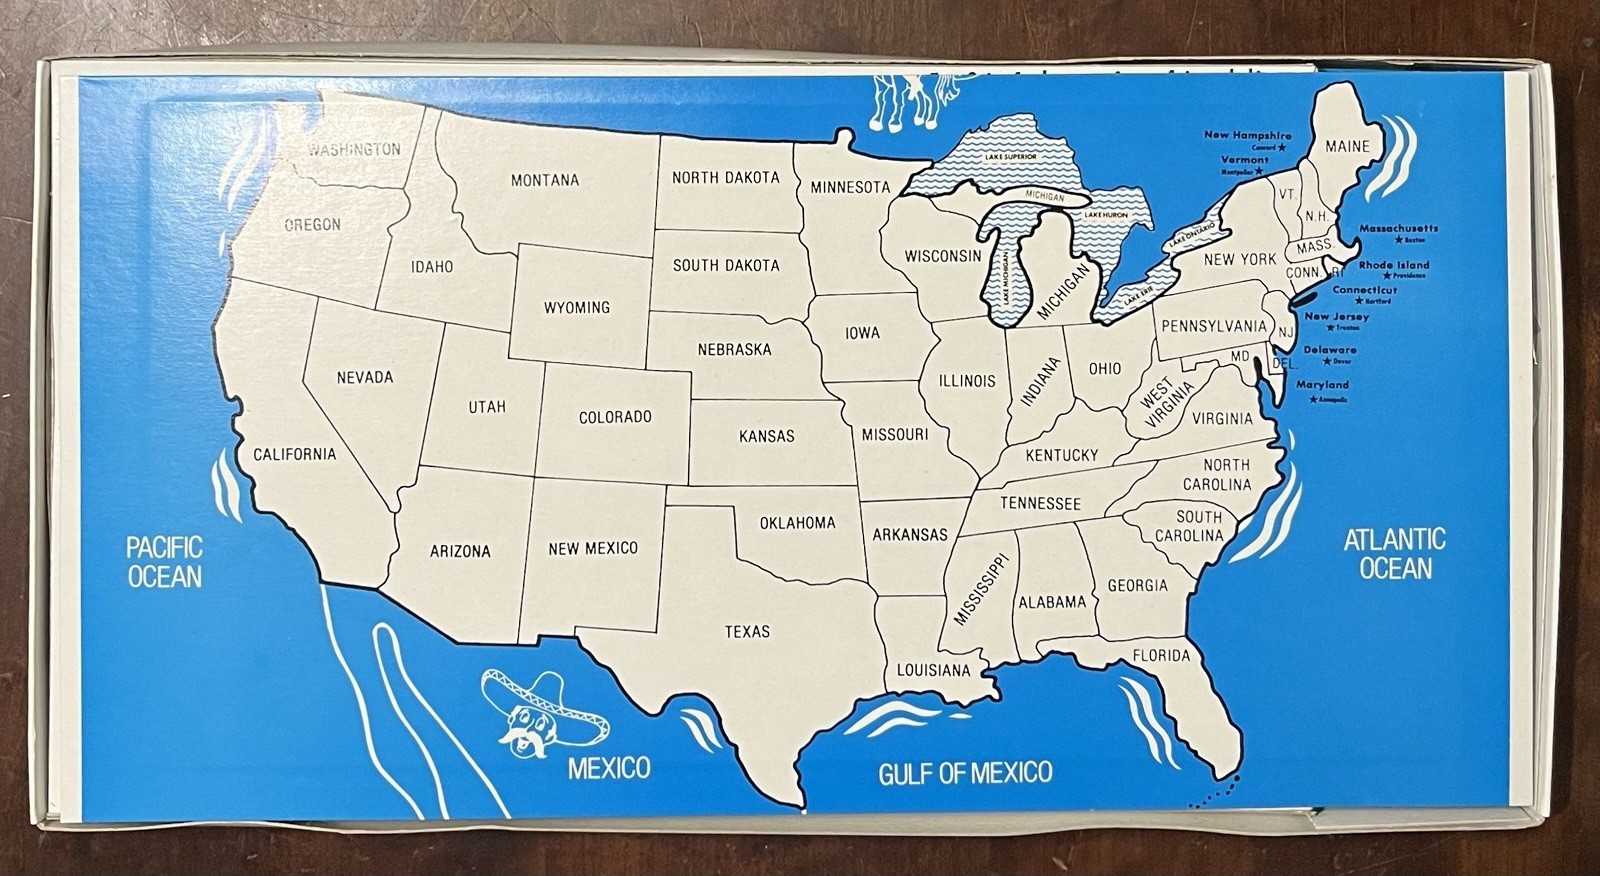 New Hampshire
Concord
Vermont
Montpelier
MAINE
WASHINGTON
MONTANA
NORTH DAKOTA
MINNESOTA
LAKE SUPERIOR
MICHIGAN
LAKE HURON
VT.
N.H.
OREGON
IDAHO
SOUTH DAKOTA
WISCONSIN
LAKE MICHIGAN
MICHIGAN
LAKE ONTARIO
LAKE ERIE
NEW YORK
MASS.
CONN.
RI
Massachusetts
Boston
Rhode Island
Providence
Connecticut
Hartford
New Jersey
Trenton
Delaware
Dover
Maryland
Annapolis
WYOMING
NEBRASKA
IOWA
PENNSYLVANIA
NJ
MD
DEL.
NEVADA
UTAH
COLORADO
KANSAS
MISSOURI
ILLINOIS
INDIANA
OHIO
WEST
VIRGINIA
VIRGINIA
CALIFORNIA
KENTUCKY
NORTH
CAROLINA
TENNESSEE
SOUTH
CAROLINA
ARIZONA
NEW MEXICO
OKLAHOMA
ARKANSAS
MISSISSIPPI
ALABAMA
GEORGIA
PACIFIC
OCEAN
ATLANTIC
OCEAN
TEXAS
LOUISIANA
FLORIDA
MEXICO
GULF OF MEXICO